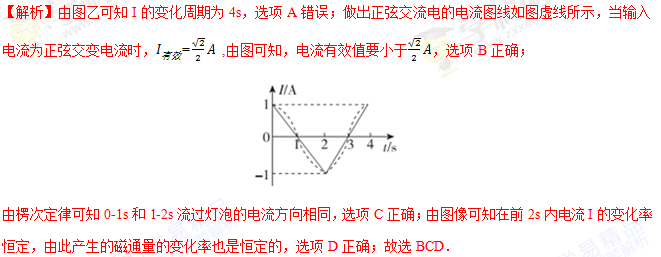 【解析】由图乙可知 I 的变化周期为 4s，选项 A 错误；做出正弦交流电的电流图线如图虚线所示，当输入
电流为正弦交变电流时，I有效=√2/2 A ,由图可知，电流有效值要小于√2/2 A，选项 B 正确；
I/A
1
0
1 2 3 4 t/s
−1
由楞次定律可知 0-1s 和 1-2s 流过灯泡的电流方向相同，选项 C 正确；由图像可知在前 2s 内电流 I 的变化率
恒定，由此产生的磁通量的变化率也是恒定的，选项 D 正确；故选 BCD．